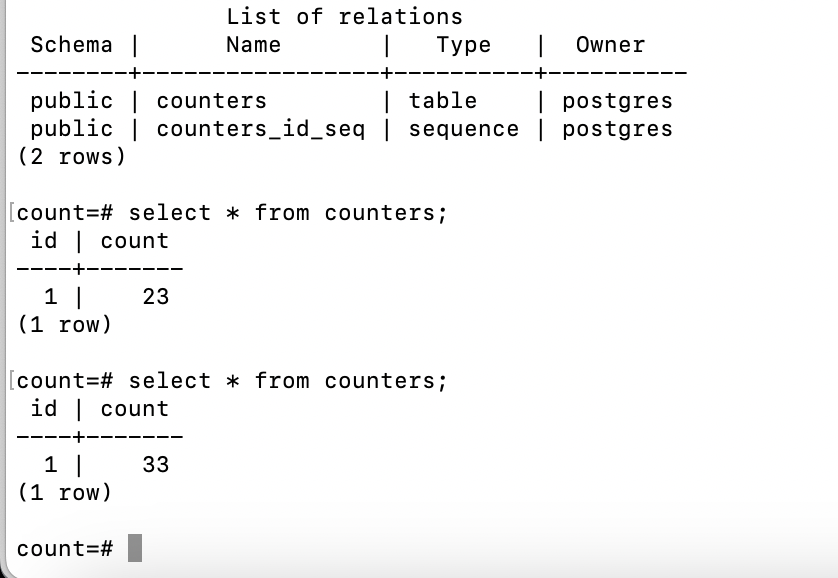 List of relations
 Schema |      Name       |   Type   |  Owner
--------+-----------------+----------+----------
 public | counters        | table    | postgres
 public | counters_id_seq | sequence | postgres
(2 rows)
[count=# select * from counters;
 id | count
----+-------
  1 |    23
(1 row)
[count=# select * from counters;
 id | count
----+-------
  1 |    33
(1 row)
count=#